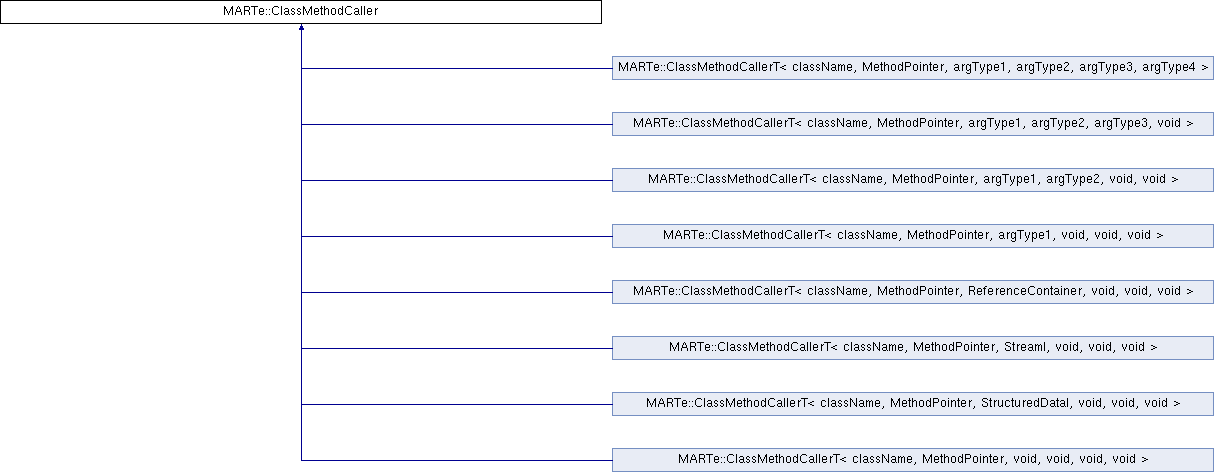 MARTe::ClassMethodCaller
MARTe::ClassMethodCallerT< className, MethodPointer, argType1, argType2, argType3, argType4 >
MARTe::ClassMethodCallerT< className, MethodPointer, argType1, argType2, argType3, void >
MARTe::ClassMethodCallerT< className, MethodPointer, argType1, argType2, void, void >
MARTe::ClassMethodCallerT< className, MethodPointer, argType1, void, void, void >
MARTe::ClassMethodCallerT< className, MethodPointer, ReferenceContainer, void, void, void >
MARTe::ClassMethodCallerT< className, MethodPointer, StreamI, void, void, void >
MARTe::ClassMethodCallerT< className, MethodPointer, StructuredDataI, void, void, void >
MARTe::ClassMethodCallerT< className, MethodPointer, void, void, void, void >